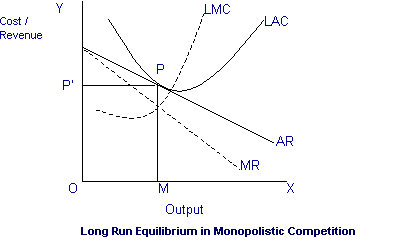 Y
Cost /
Revenue
LMC
LAC
P
P'
AR
MR
O
M
X
Output
Long Run Equilibrium in Monopolistic Competition